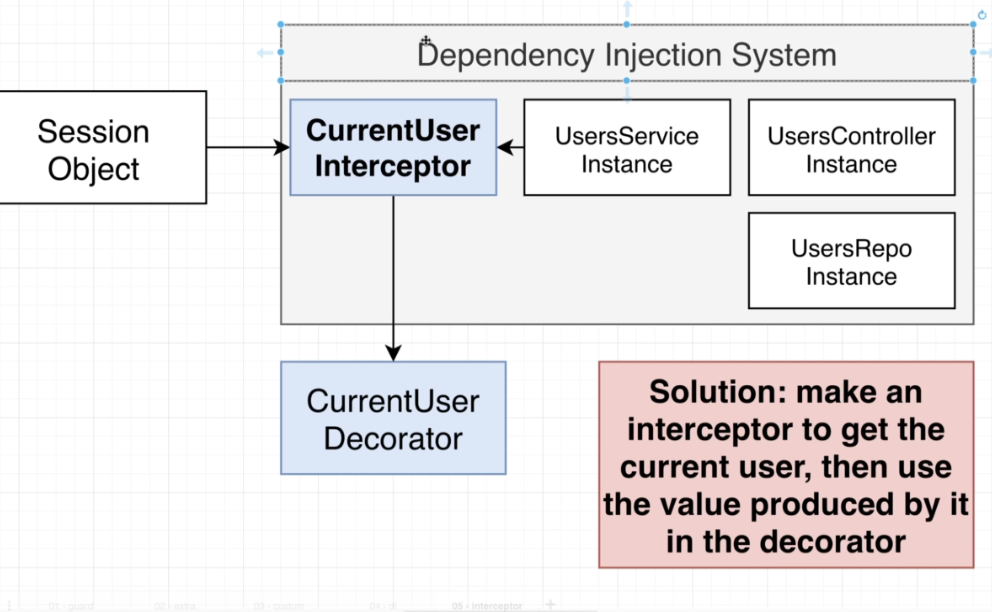 Dependency Injection System
Session
Object
CurrentUser
Interceptor
UsersService
Instance
UsersController
Instance
UsersRepo
Instance
CurrentUser
Decorator
Solution: make an
interceptor to get the
current user, then use
the value produced by it
in the decorator
01 - guard
02 - extra
03 - custom
04 - di
05 - interceptor